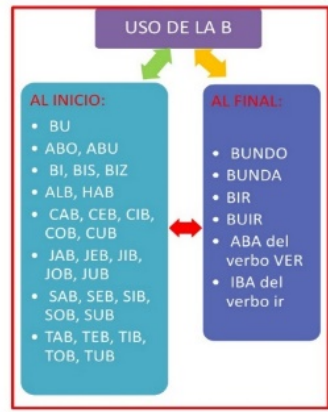 USO DE LA B
AL INICIO:
• BU
• ABO, ABU
• BI, BIS, BIZ
• ALB, HAB
• CAB, CEB, CIB,
COB, CUB
• JAB, JEB, JIB,
JOB, JUB
• SAB, SEB, SIB,
SOB, SUB
• TAB, TEB, TIB,
TOB, TUB
AL FINAL:
• BUNDO
• BUNDA
• BIR
• BUIR
• ABA del
verbo VER
• IBA del
verbo ir